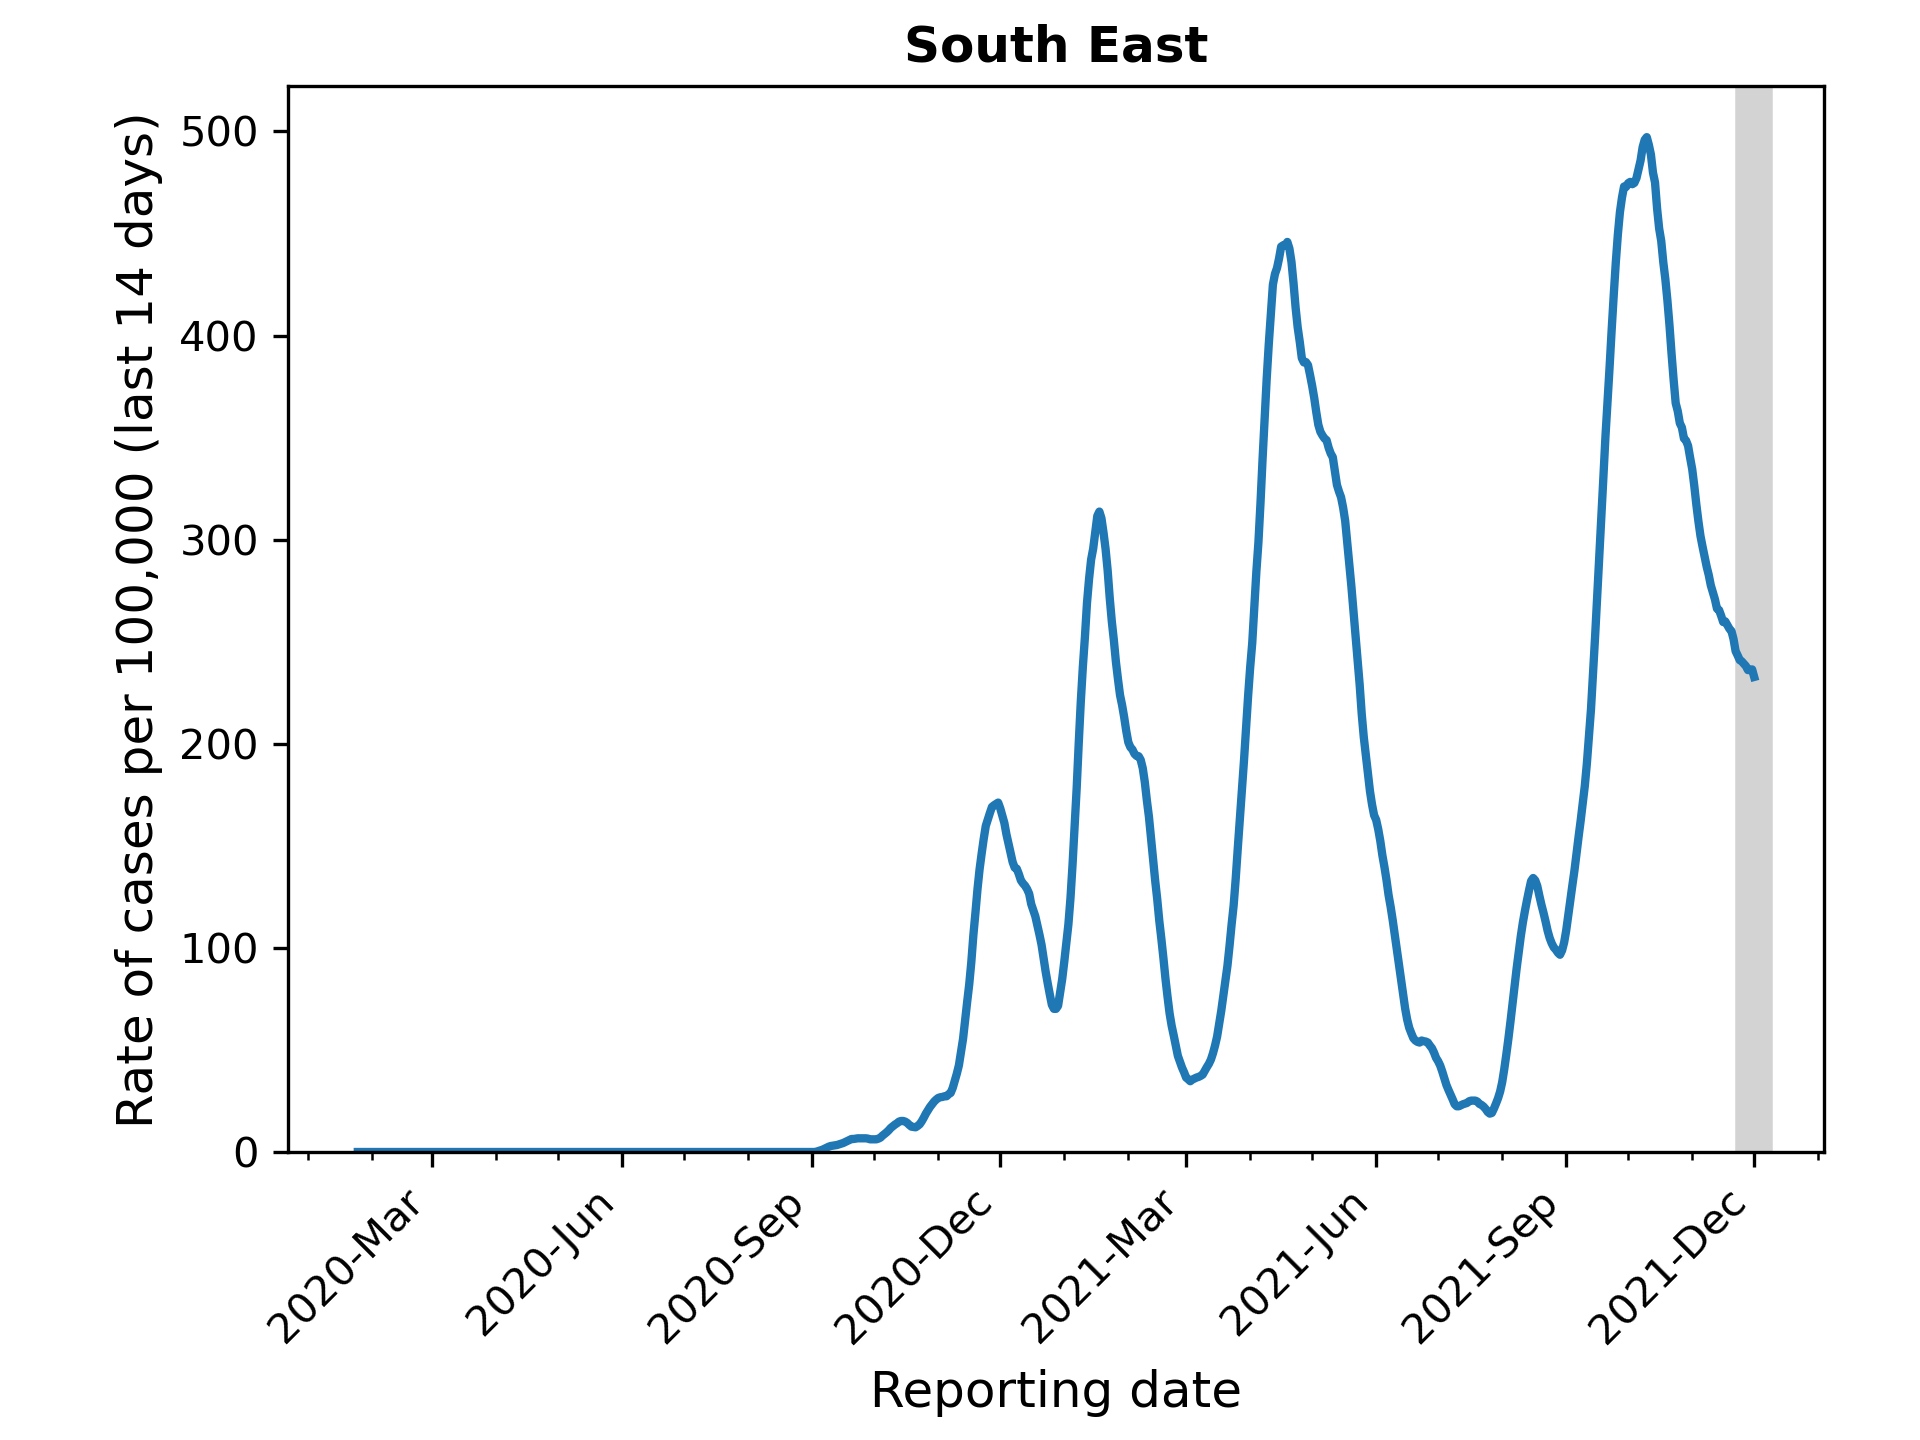 South East
Rate of cases per 100,000 (last 14 days)
500
400
300
200
100
0
2020-Mar
2020-Jun
2020-Sep
2020-Dec
2021-Mar
2021-Jun
2021-Sep
2021-Dec
Reporting date